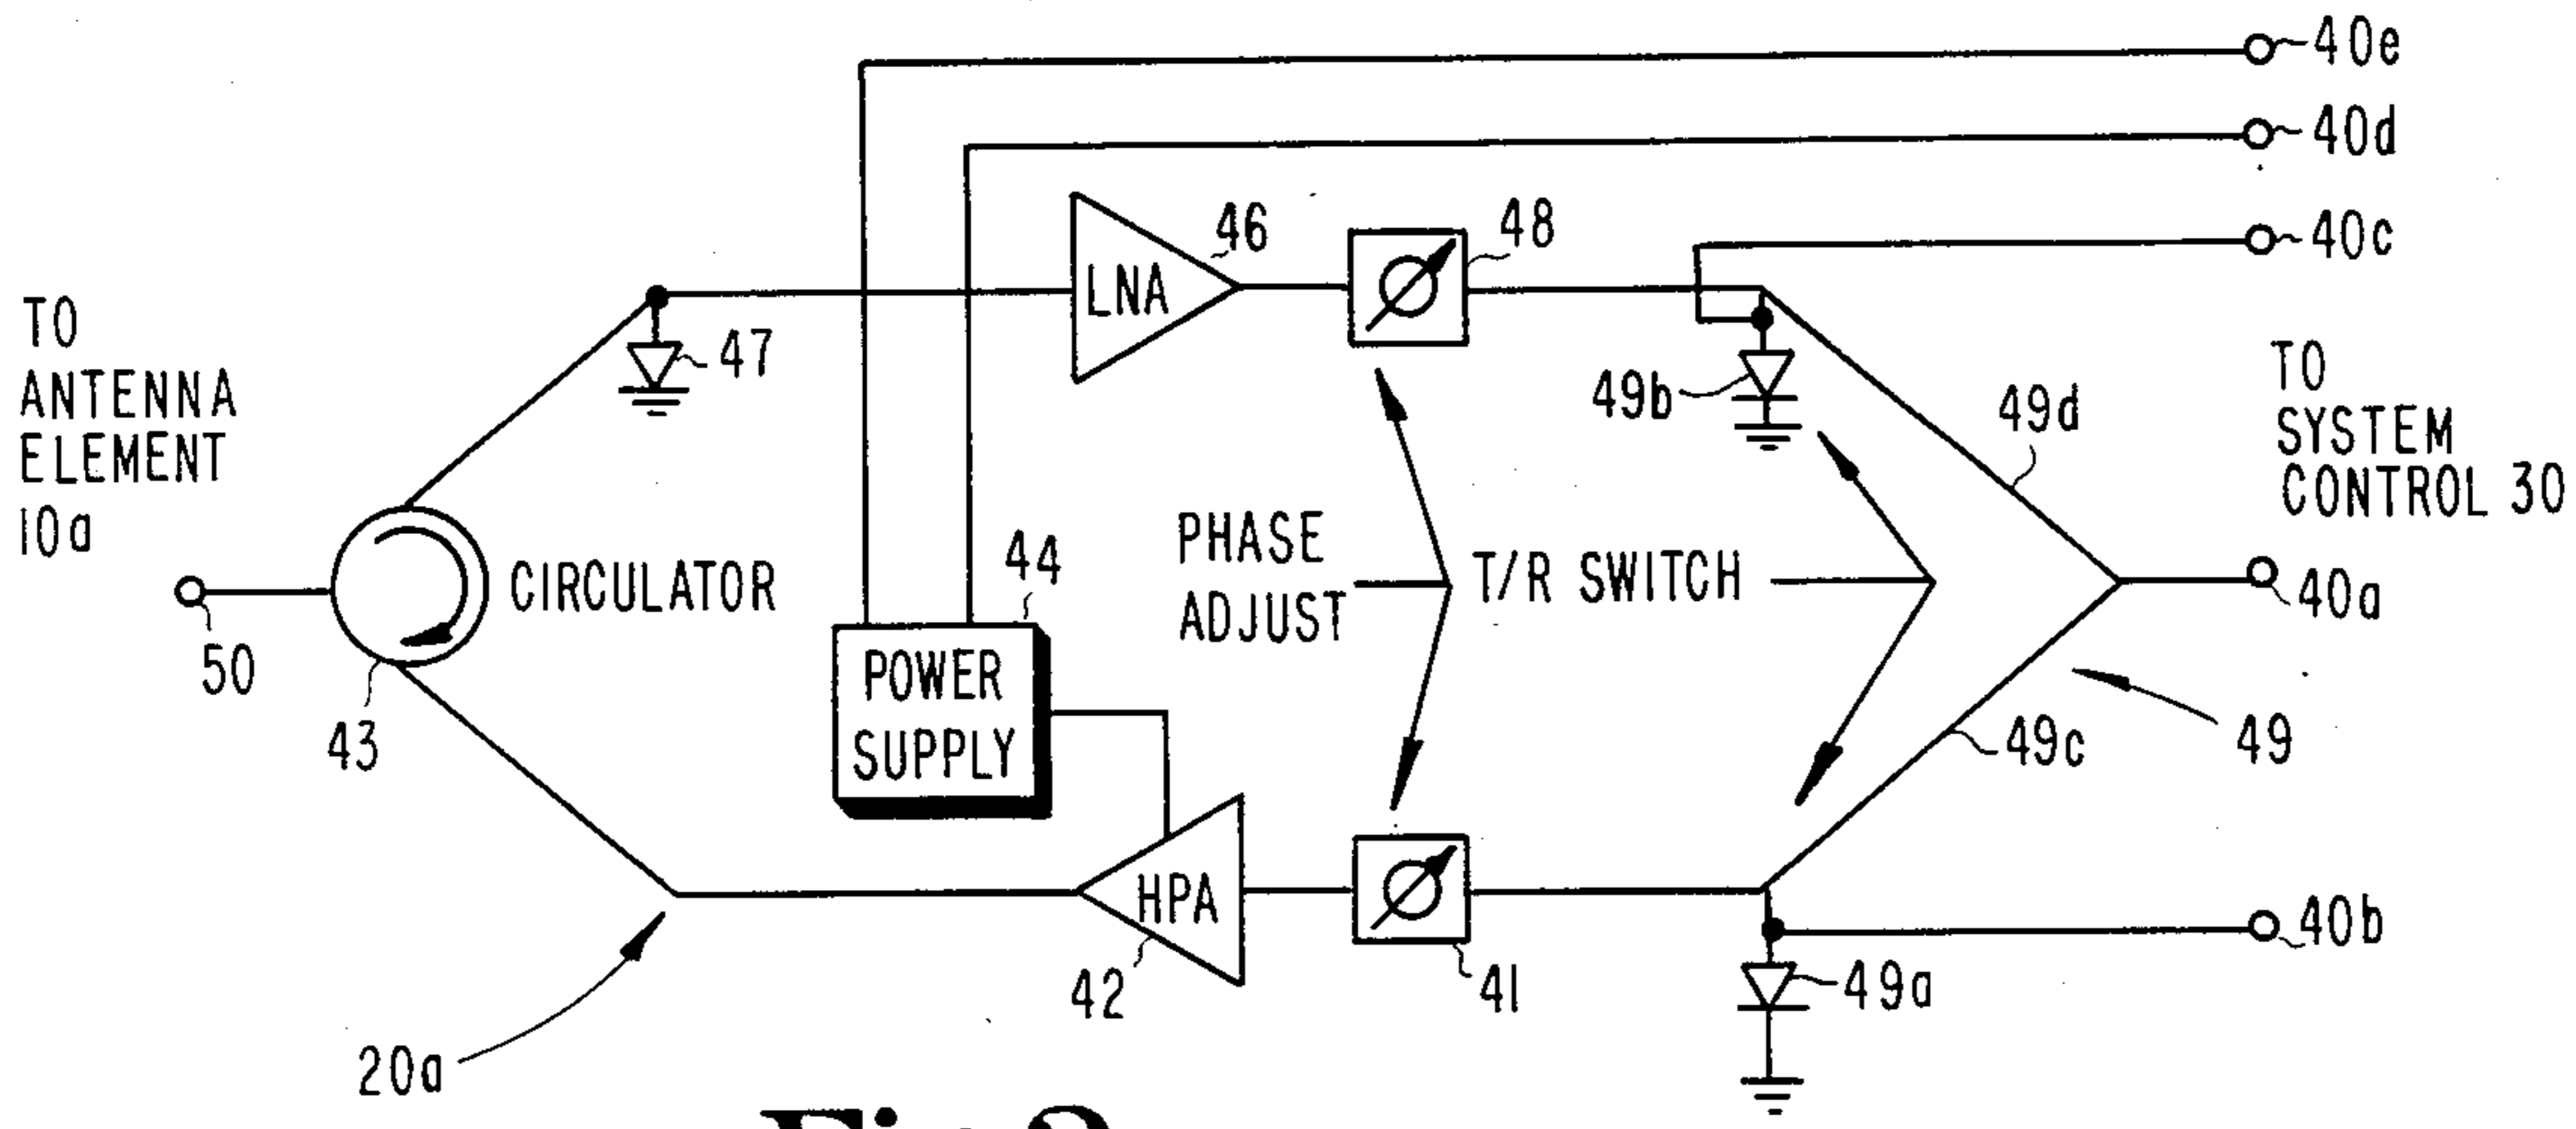 40e
40d
40c
46
48
LNA
47
49b
49d
TO
ANTENNA
ELEMENT
10a
TO
SYSTEM
CONTROL 30
CIRCULATOR
44
PHASE
ADJUST
T/R SWITCH
40a
50
43
POWER
SUPPLY
49c
49
HPA
42
41
40b
49a
20a